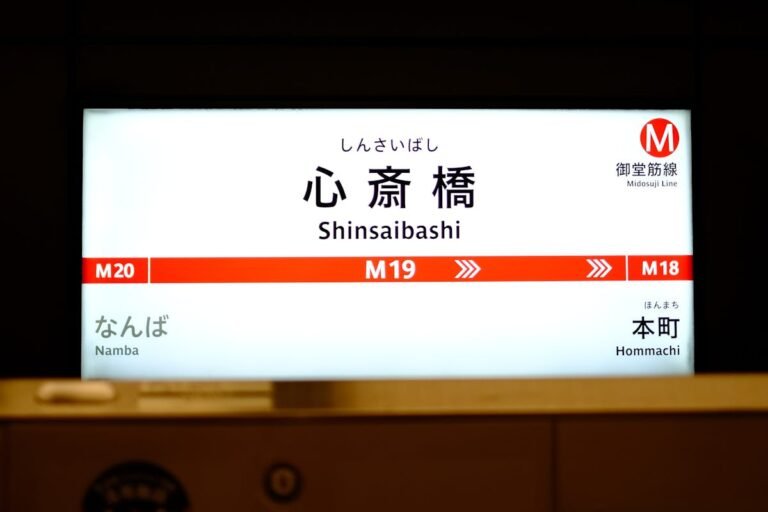 しんさいばし
心斎橋
Shinsaibashi
M
御堂筋線
Midosuji Line
M20
M19
M18
なんば
Namba
ほんまち
本町
Hommachi